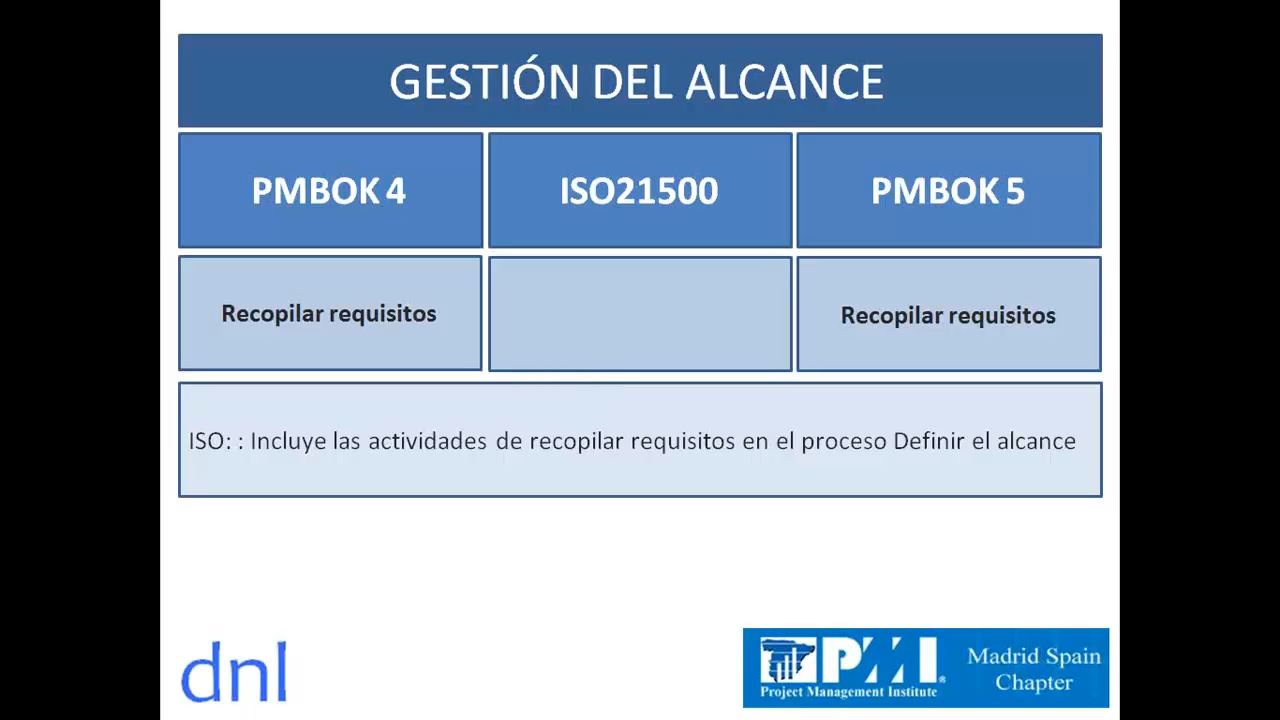 GESTIÓN DEL ALCANCE
PMBOK 4
ISO21500
PMBOK 5
Recopilar requisitos
Recopilar requisitos
ISO: : Incluye las actividades de recopilar requisitos en el proceso Definir el alcance
dnl
PMI®
Project Management Institute
Madrid Spain
Chapter